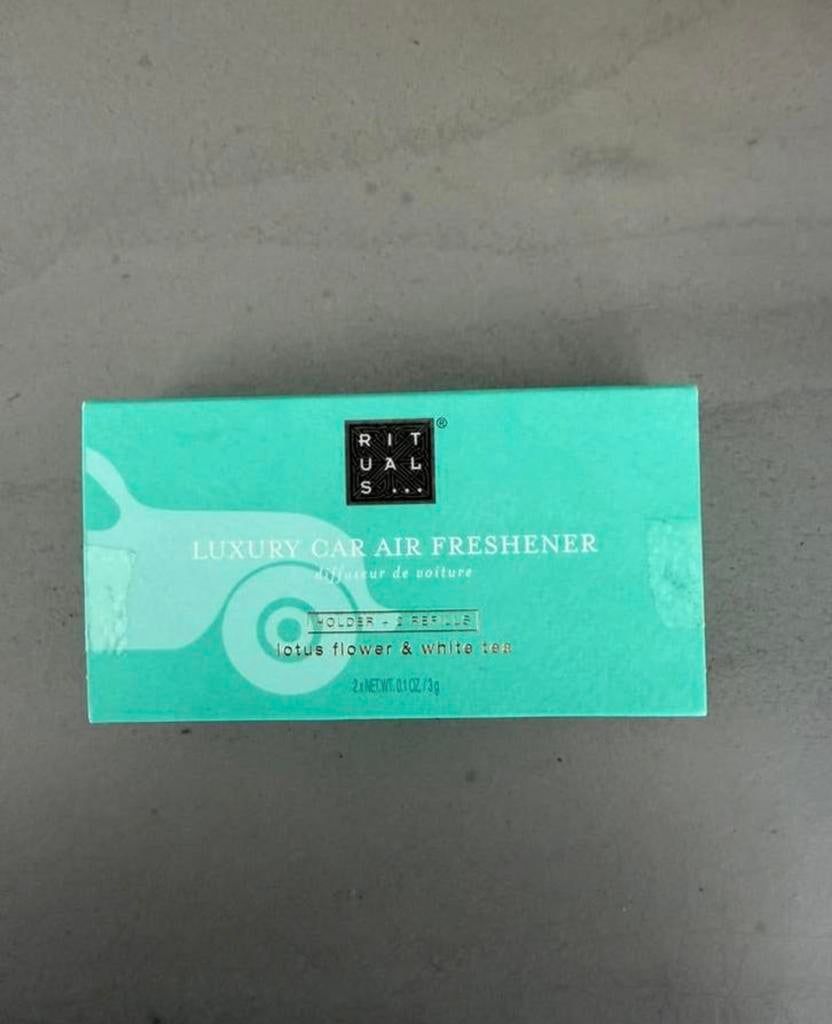 RIT
UAL
S...
®
LUXURY CAR AIR FRESHENER
diffuseur de voiture
HOLDER + 2 REFILLS
lotus flower & white tea
2 x NET.WT. 0.1 OZ. / 3 g